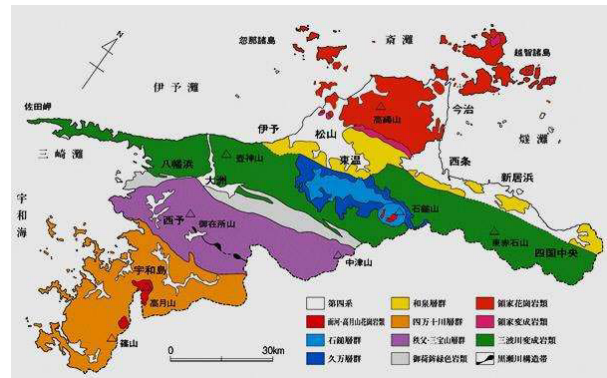 忽那諸島
斎灘
越智諸島
N
伊予灘
高縄山
今治
佐田岬
伊予
松山
燧灘
三崎灘
八幡浜
壺神山
東温
西条
新居浜
大洲
石鎚山
宇和海
西予
御在所山
東赤石山
四国中央
中津山
宇和島
高月山
篠山
0
30km
第四系
和泉層群
領家花崗岩類
面河・高月山花崗岩類
四万十川層群
領家変成岩類
石鎚層群
秩父・三宝山層群
三波川変成岩類
久万層群
御荷鉾緑色岩類
黒瀬川構造帯